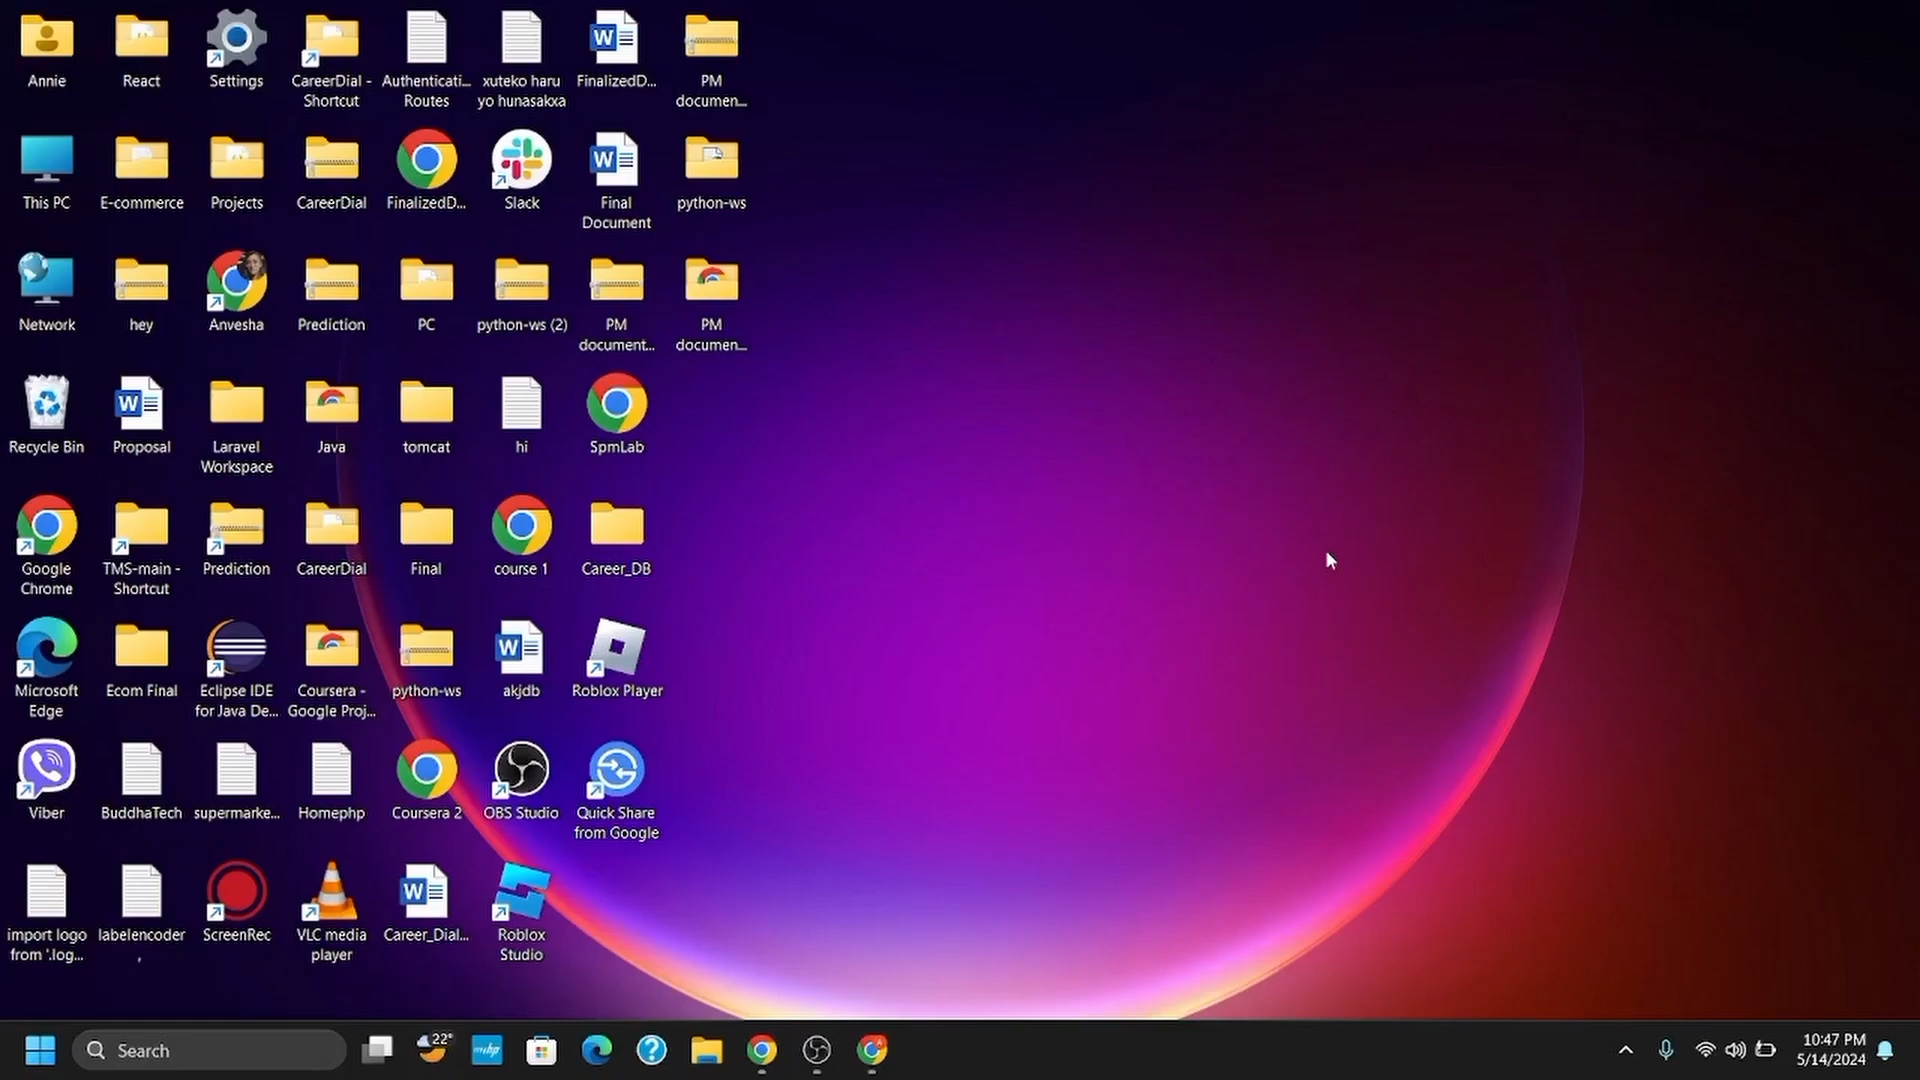 Annie
React
Settings
CareerDial -
Shortcut
Authenticati...
Routes
xuteko haru
yo hunasakxa
FinalizedD...
PM
documen...
This PC
E-commerce
Projects
CareerDial
FinalizedD...
Slack
Final
Document
python-ws
Network
hey
Anvesha
Prediction
PC
python-ws (2)
PM
document...
PM
documen...
Recycle Bin
Proposal
Laravel
Workspace
Java
tomcat
hi
SpmLab
Google
Chrome
TMS-main -
Shortcut
Prediction
CareerDial
Final
course 1
Career_DB
Microsoft
Edge
Ecom Final
Eclipse IDE
for Java De...
Coursera -
Google Proj...
python-ws
akjdb
Roblox Player
Viber
BuddhaTech
supermarke...
Homephp
Coursera 2
OBS Studio
Quick Share
from Google
import logo
from '.log...
labelencoder
,
ScreenRec
VLC media
player
Career_Dial...
Roblox
Studio
Search
22°
myhp
10:47 PM
5/14/2024